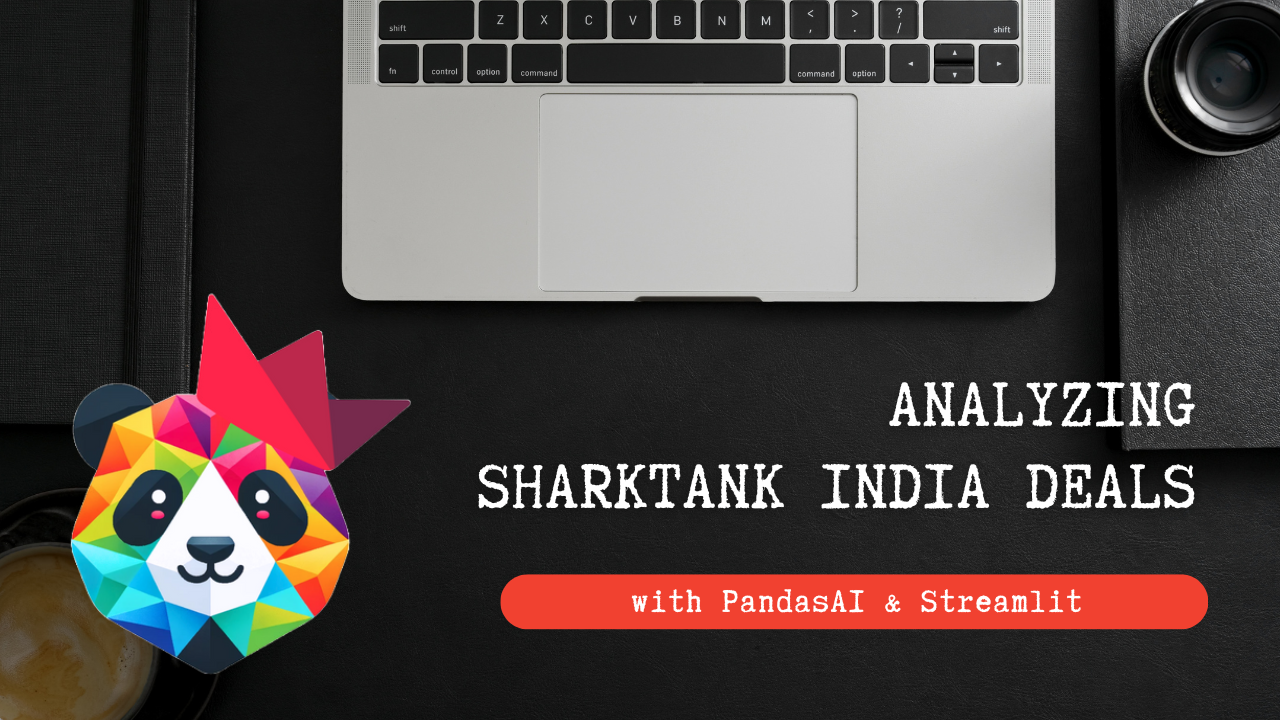 shift Z X C V B N M < , > . ? / shift
fn control option command command option
ANALYZING
SHARKTANK INDIA DEALS
with PandasAI & Streamlit